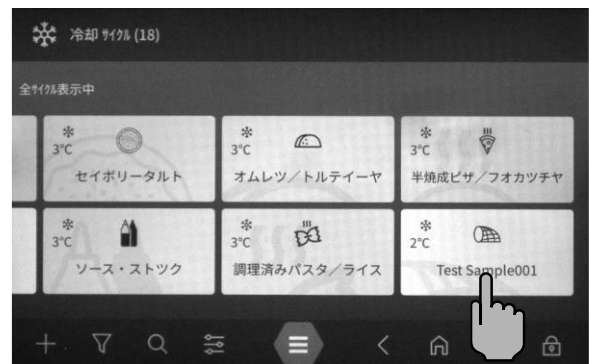 冷却 サイクル (18)
全サイクル表示中
3℃
セイボリータルト
3℃
オムレツ／トルテイーヤ
3℃
半焼成ピザ／フオカツチヤ
3℃
ソース・ストツク
3℃
調理済みパスタ／ライス
2℃
Test Sample001